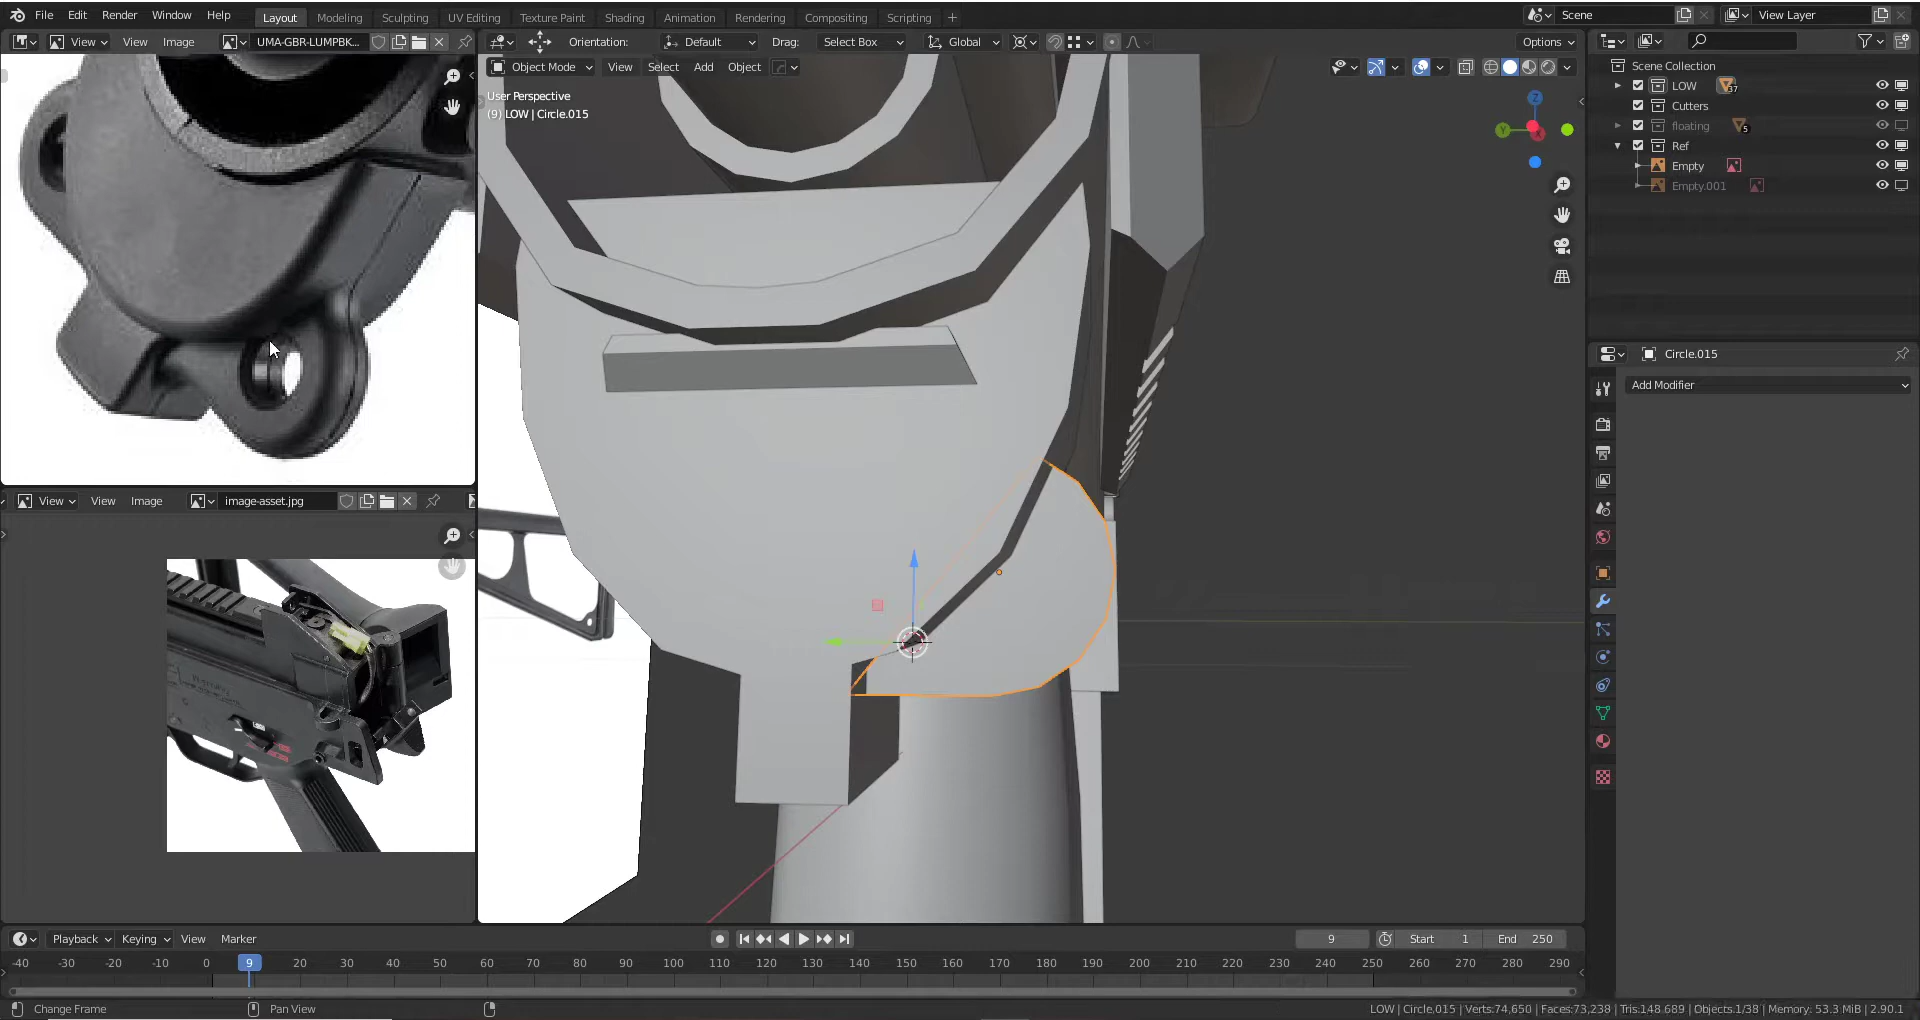 File Edit Render Window Help
Layout Modeling Sculpting UV Editing Texture Paint Shading Animation Rendering Compositing Scripting +
Scene
View Layer
View View Image UMA-GBR-LUMPBK...
Orientation: Default Drag: Select Box Global Options
Object Mode View Select Add Object
User Perspective
(9) LOW | Circle.015
Z
Y
X
Scene Collection
LOW 37
Cutters
floating 5
Ref
Empty
Empty.001
Circle.015
Add Modifier
View View Image image-asset.jpg
Playback Keying View Marker
9 Start 1 End 250
-40 -30 -20 -10 0 9 20 30 40 50 60 70 80 90 100 110 120 130 140 150 160 170 180 190 200 210 220 230 240 250 260 270 280 290
Change Frame Pan View
LOW | Circle.015 | Verts:74,650 | Faces:73,238 | Tris:148,689 | Objects:1/38 | Memory: 53.3 MiB | 2.90.1